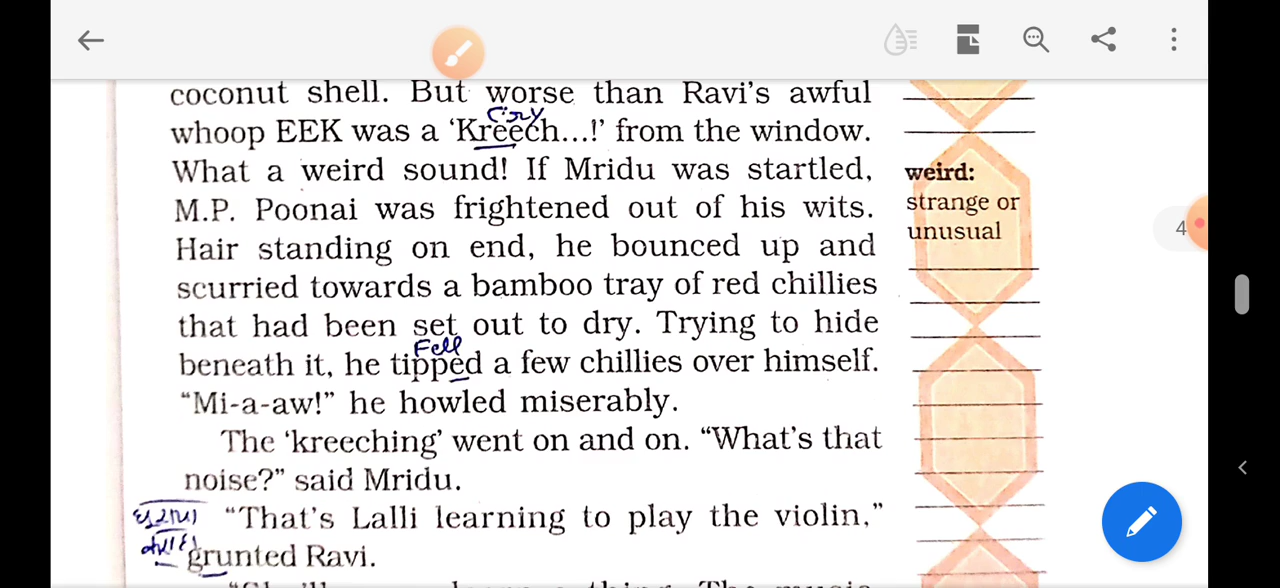 coconut shell. But worse than Ravi's awful
Cry
whoop EEK was a ‘Kreech...!’ from the window.
What a weird sound! If Mridu was startled,
M.P. Poonai was frightened out of his wits.
Hair standing on end, he bounced up and
scurried towards a bamboo tray of red chillies
that had been set out to dry. Trying to hide
Fell
beneath it, he tipped a few chillies over himself.
“Mi-a-aw!” he howled miserably.
The ‘kreeching’ went on and on. “What's that
noise?” said Mridu.
“That's Lalli learning to play the violin,”
grunted Ravi.
weird:
strange or
unusual
4